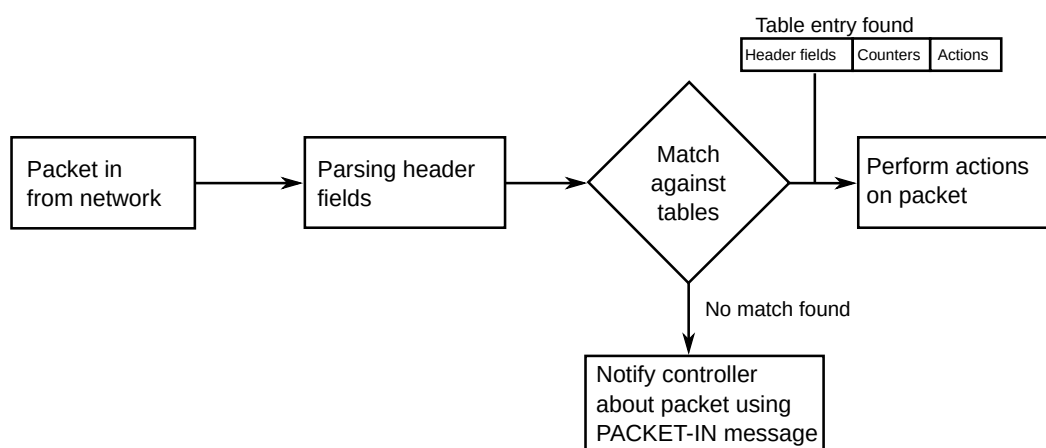 Table entry found
Header fields Counters Actions
Packet in
from network
Parsing header
fields
Match
against
tables
Perform actions
on packet
No match found
Notify controller
about packet using
PACKET-IN message